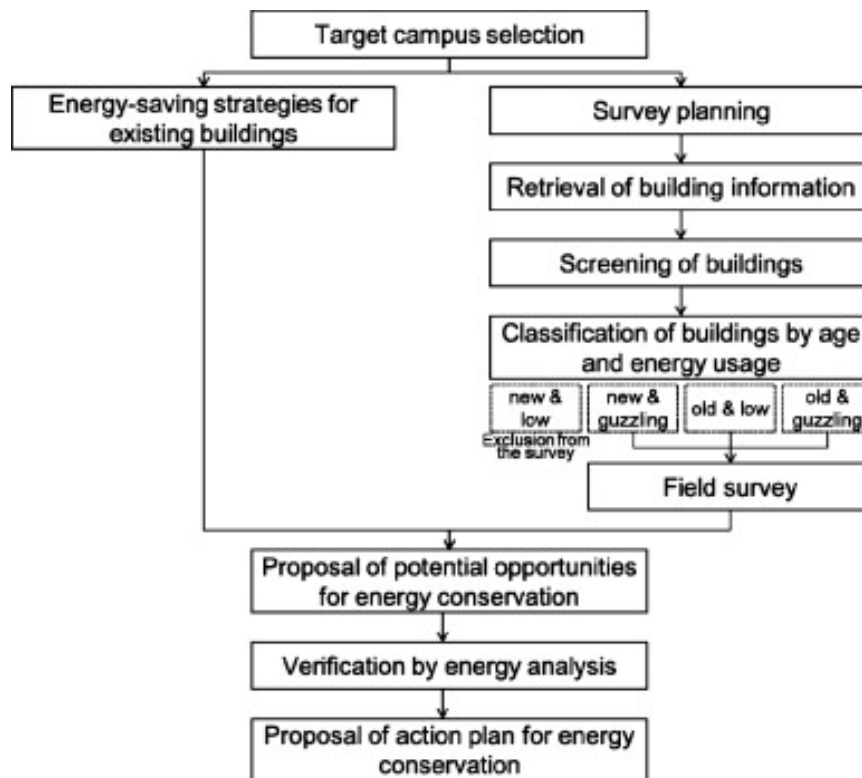 Target campus selection
Energy-saving strategies for
existing buildings
Survey planning
Retrieval of building information
Screening of buildings
Classification of buildings by age
and energy usage
new &
low
new &
guzzling
old & low
old &
guzzling
Exclusion from
the survey
Field survey
Proposal of potential opportunities
for energy conservation
Verification by energy analysis
Proposal of action plan for energy
conservation